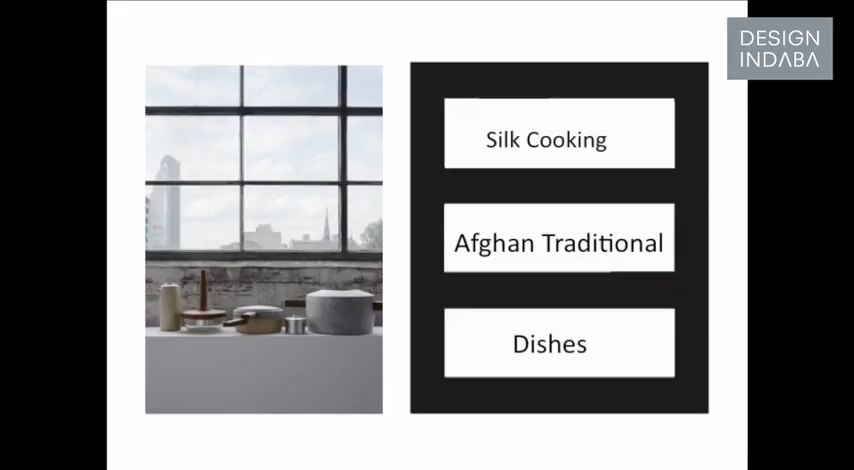 DESIGN
INDABA
Silk Cooking
Afghan Traditional
Dishes